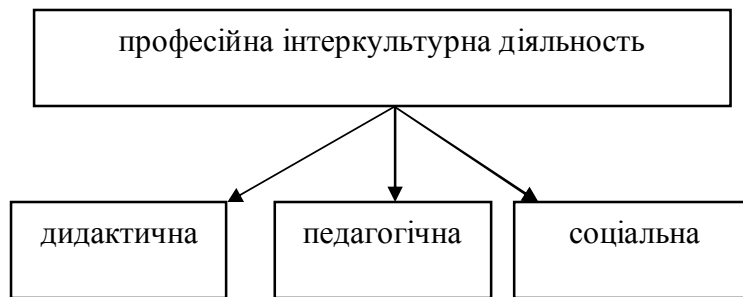 професійна інтеркультурна діяльность
дидактична
педагогічна
соціальна